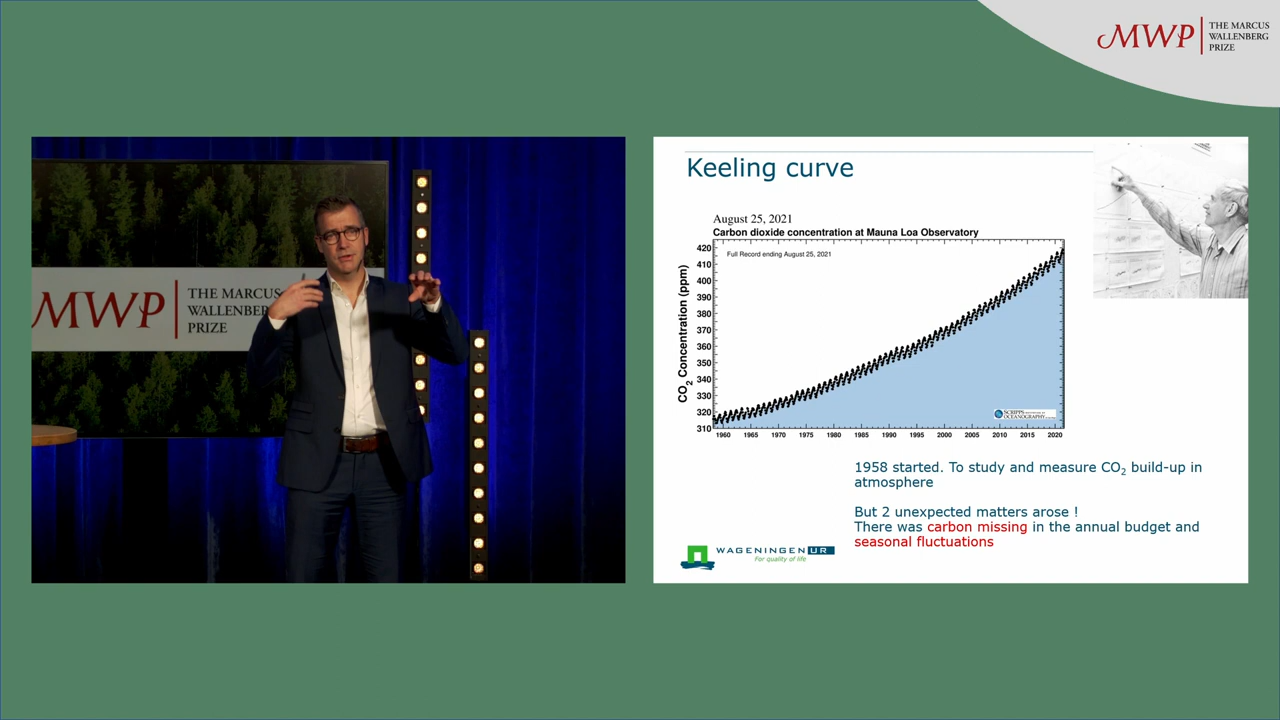 MWP
THE MARCUS
WALLENBERG
PRIZE
MWP
THE MARCUS
WALLENBERG
PRIZE
Keeling curve
August 25, 2021
Carbon dioxide concentration at Mauna Loa Observatory
Full Record ending August 25, 2021
CO2 Concentration (ppm)
420
410
400
390
380
370
360
350
340
330
320
310
1960 1965 1970 1975 1980 1985 1990 1995 2000 2005 2010 2015 2020
SCRIPPS
OCEANOGRAPHY
1958 started. To study and measure CO2 build-up in
atmosphere
But 2 unexpected matters arose !
There was carbon missing in the annual budget and
seasonal fluctuations
WAGENINGEN UR
For quality of life